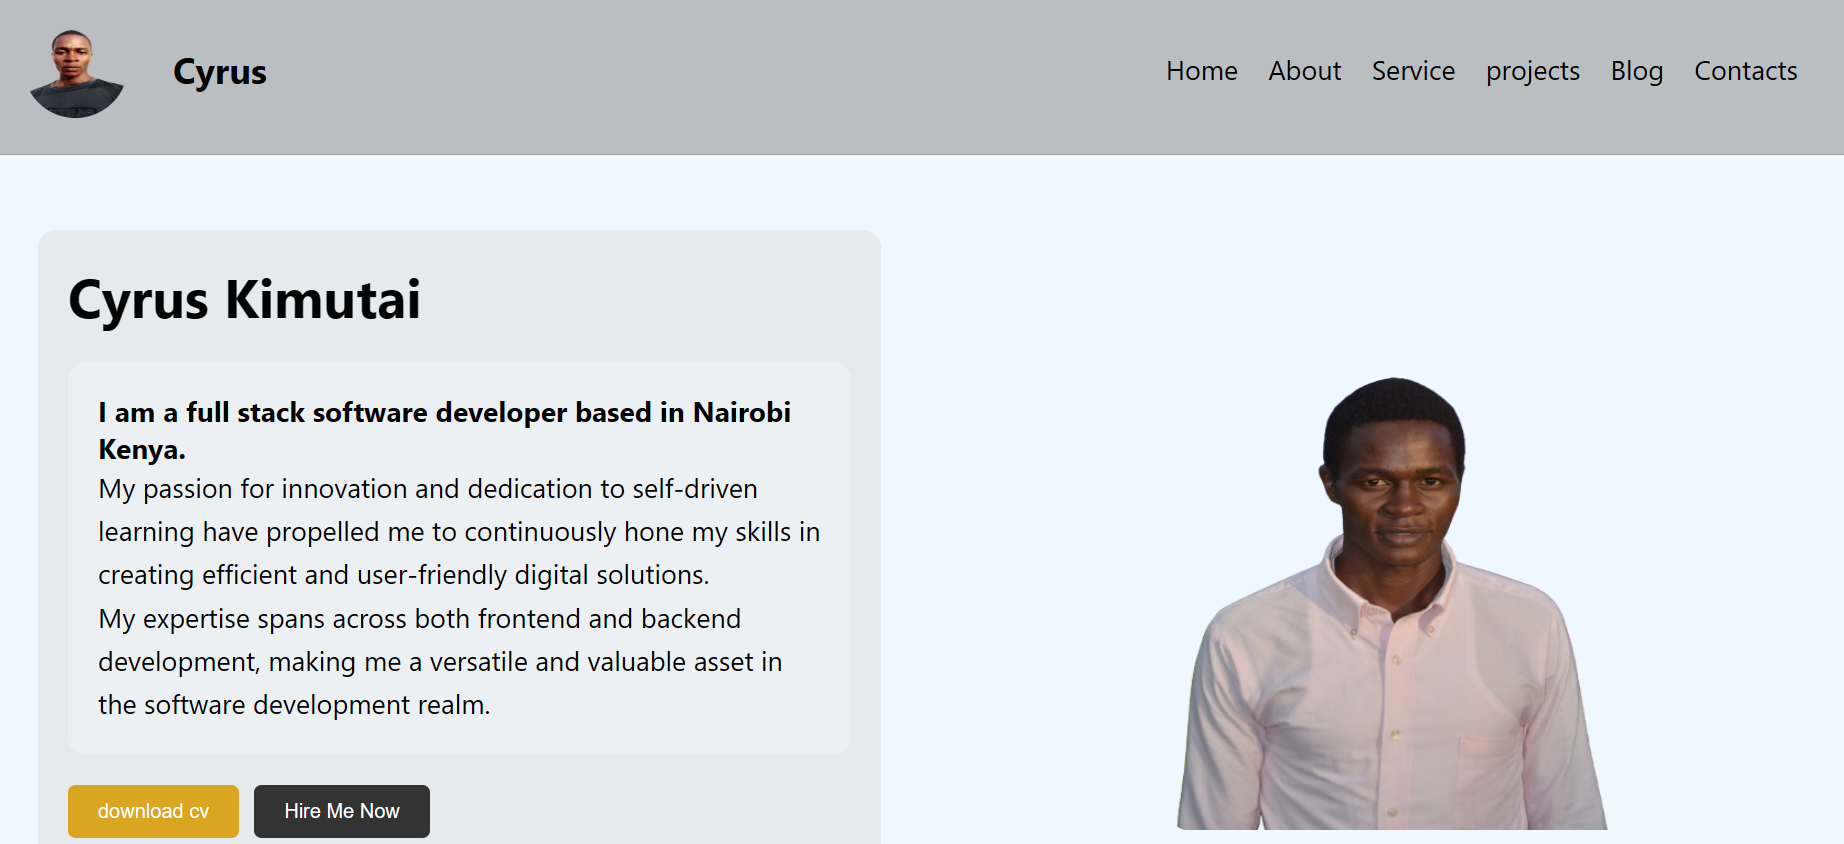 Cyrus
Home About Service projects Blog Contacts
Cyrus Kimutai
I am a full stack software developer based in Nairobi
Kenya.
My passion for innovation and dedication to self-driven
learning have propelled me to continuously hone my skills in
creating efficient and user-friendly digital solutions.
My expertise spans across both frontend and backend
development, making me a versatile and valuable asset in
the software development realm.
download cv
Hire Me Now